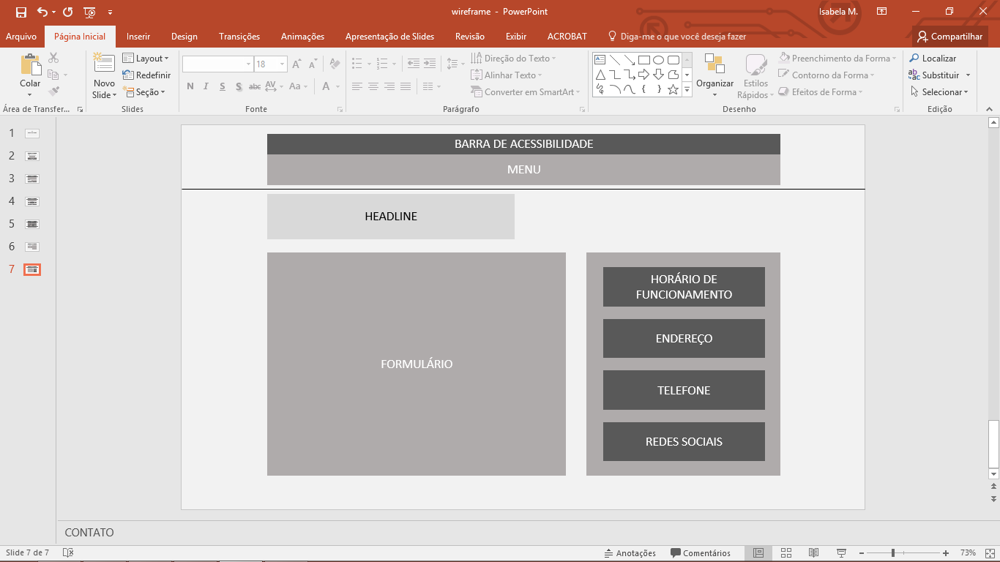 wireframe - PowerPoint
Isabela M.
Arquivo Página Inicial Inserir Design Transições Animações Apresentação de Slides Revisão Exibir ACROBAT Diga-me o que você deseja fazer Compartilhar
Colar
Área de Transfer...
Novo
Slide
Layout
Redefinir
Seção
Slides
18
N I S S abc AV Aa A
Fonte
Direção do Texto
Alinhar Texto
Converter em SmartArt
Parágrafo
Organizar
Estilos
Rápidos
Preenchimento da Forma
Contorno da Forma
Efeitos de Forma
Desenho
Localizar
Substituir
Selecionar
Edição
1
2
3
4
5
6
7
BARRA DE ACESSIBILIDADE
MENU
HEADLINE
FORMULÁRIO
HORÁRIO DE
FUNCIONAMENTO
ENDEREÇO
TELEFONE
REDES SOCIAIS
CONTATO
Slide 7 de 7
Anotações Comentários 73%